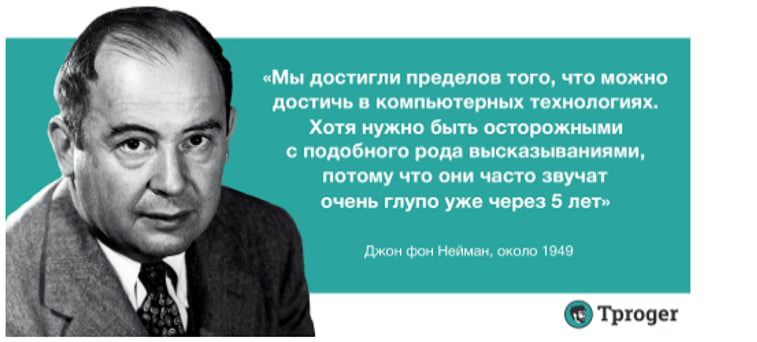 «Мы достигли пределов того, что можно
достичь в компьютерных технологиях.
Хотя нужно быть осторожными
с подобного рода высказываниями,
потому что они часто звучат
очень глупо уже через 5 лет»
Джон фон Нейман, около 1949
Tproger